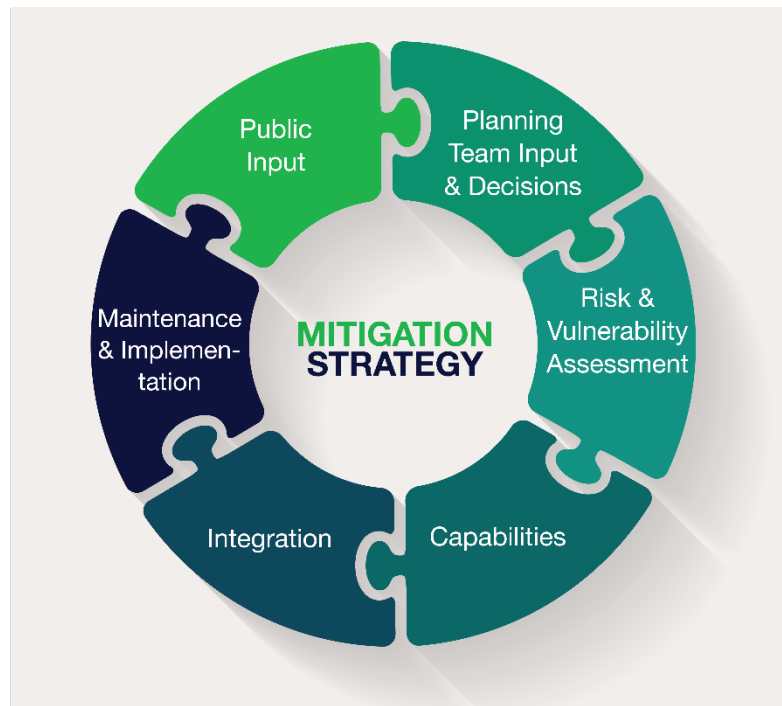 Public
Input
Planning
Team Input
& Decisions
Risk &
Vulnerability
Assessment
Capabilities
Integration
Maintenance
& Implemen-
tation
MITIGATION
STRATEGY